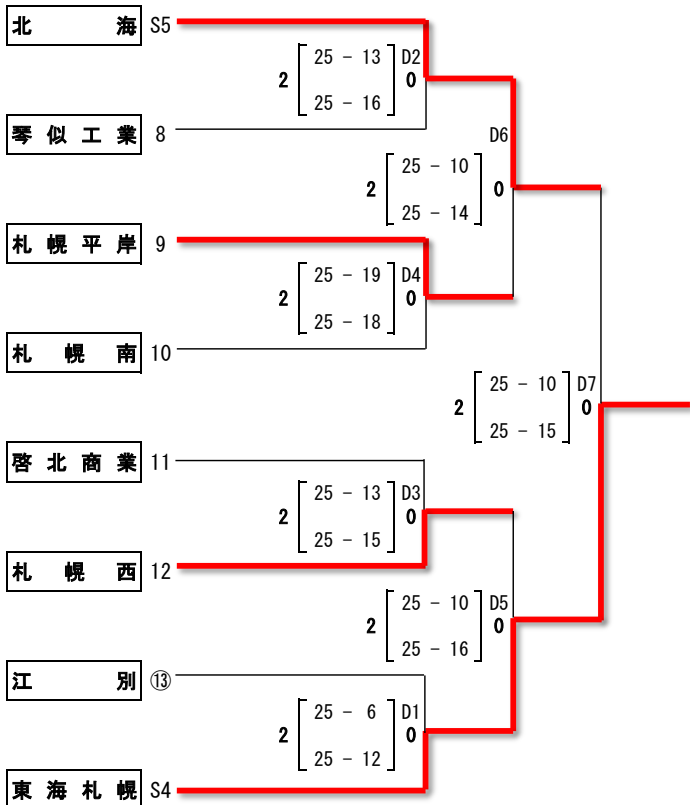 北海 S5
25 - 13 D2
2 0
25 - 16
琴似工業 8
D6
25 - 10
2 0
25 - 14
札幌平岸 9
25 - 19 D4
2 0
25 - 18
札幌南 10
25 - 10 D7
2 0
25 - 15
啓北商業 11
25 - 13 D3
2 0
25 - 15
札幌西 12
25 - 10 D5
2 0
25 - 16
江別 ⑬
25 - 6 D1
2 0
25 - 12
東海札幌 S4